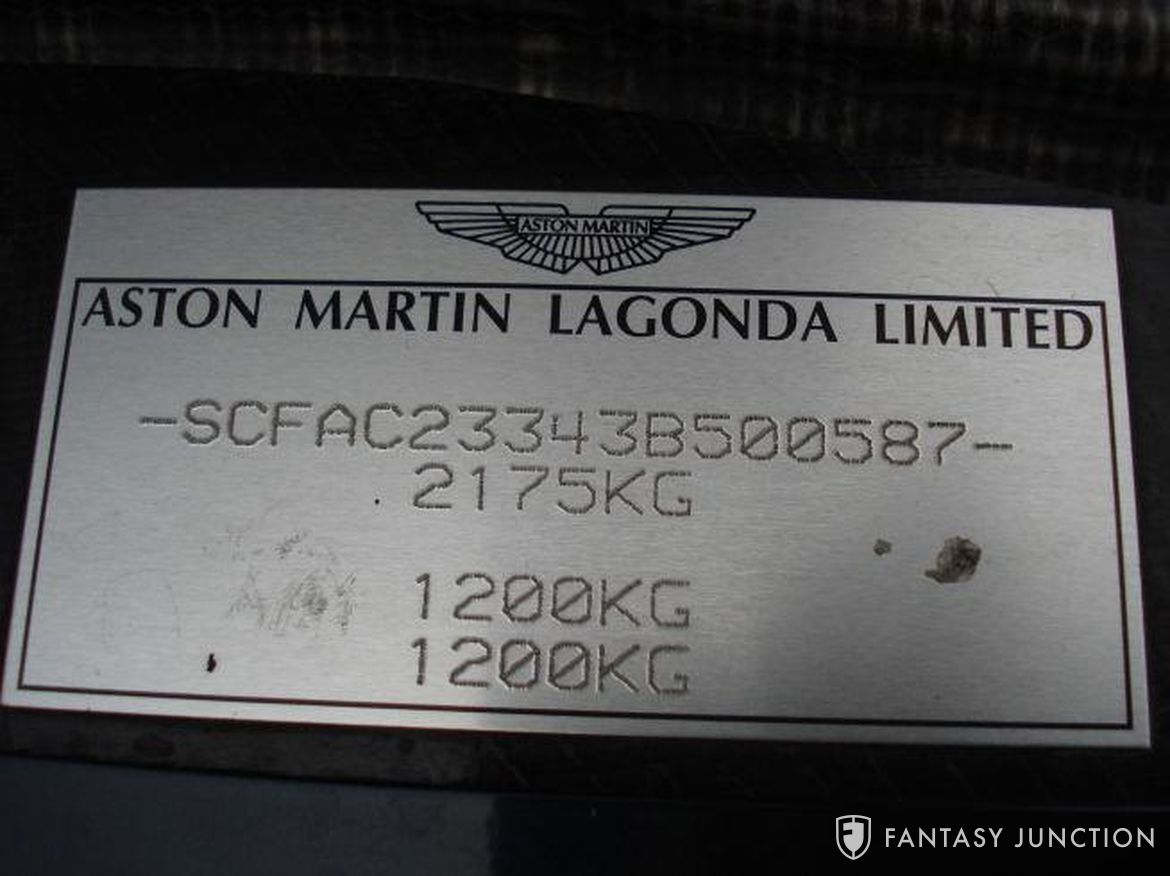 ASTON MARTIN
ASTON MARTIN LAGONDA LIMITED
-SCFAC23343B500587-
2175KG
1200KG
1200KG
FANTASY JUNCTION